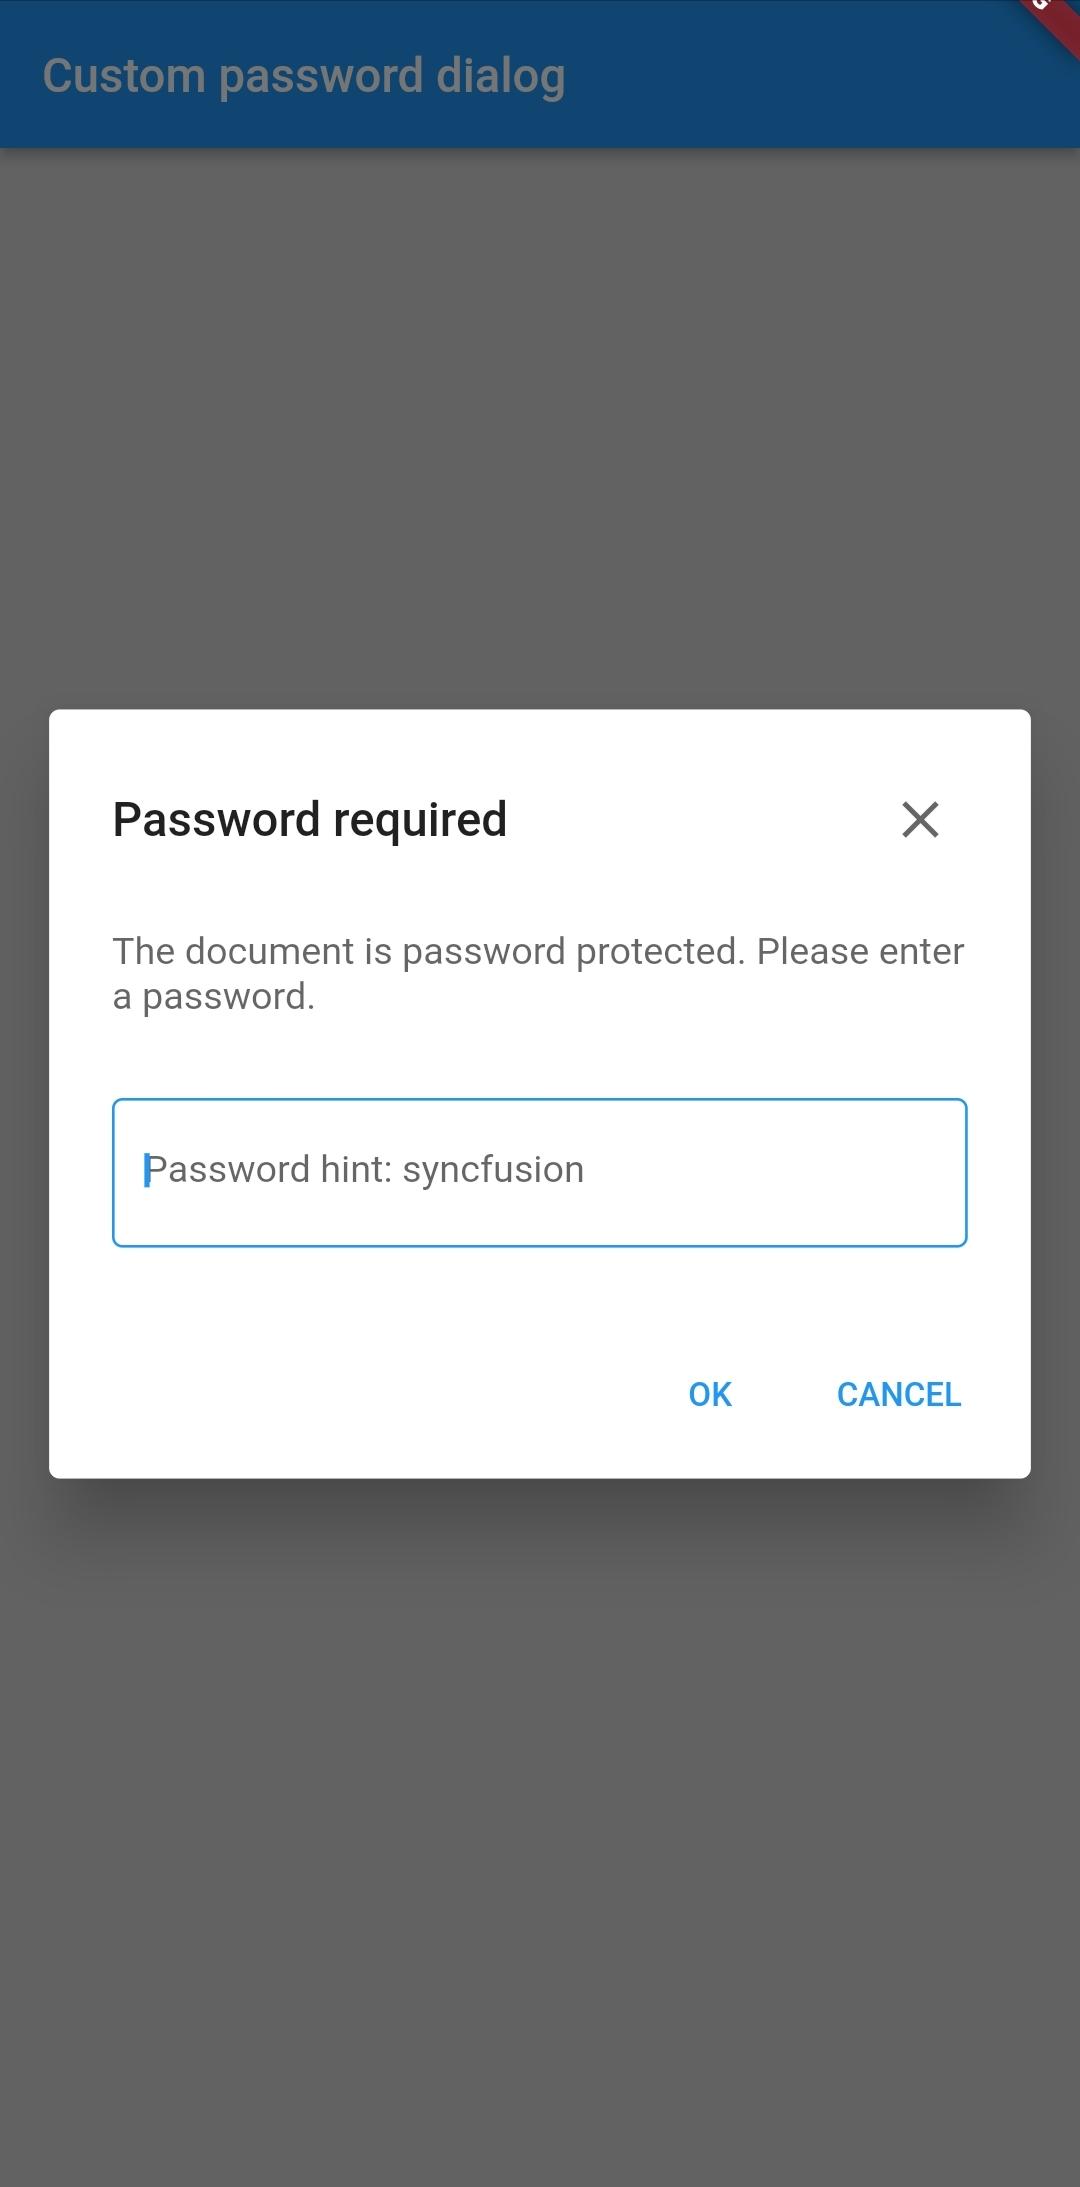 Custom password dialog
Password required
The document is password protected. Please enter
a password.
Password hint: syncfusion
OK
CANCEL